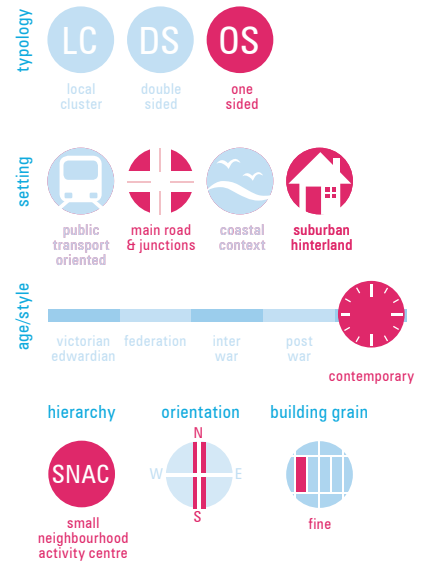 typology
LC DS OS
local
cluster
double
sided
one
sided
setting
public
transport
oriented
main road
& junctions
coastal
context
suburban
hinterland
age/style
victorian
edwardian
federation
inter
war
post
war
contemporary
hierarchy
orientation
building grain
SNAC
small
neighbourhood
activity centre
N
W E
S
fine